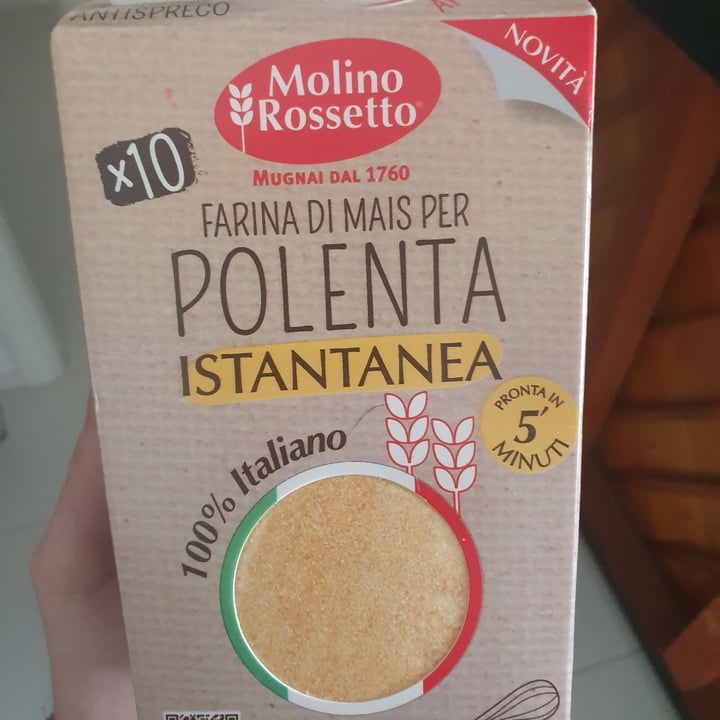 ANTISPRECO
NOVITÀ
Molino
Rossetto
MUGNAI DAL 1760
x10
FARINA DI MAIS PER
POLENTA
ISTANTANEA
PRONTA IN
5'
MINUTI
100% Italiano